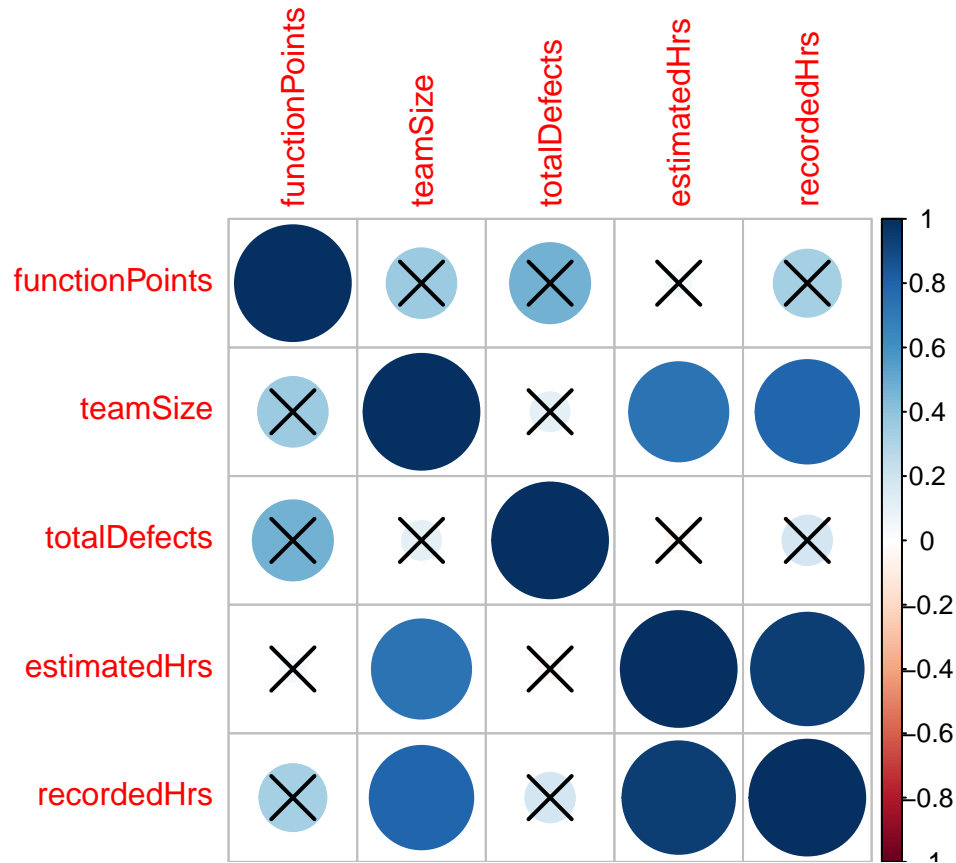 functionPoints
teamSize
totalDefects
estimatedHrs
recordedHrs
functionPoints
teamSize
totalDefects
estimatedHrs
recordedHrs
1
0.8
0.6
0.4
0.2
0
−0.2
−0.4
−0.6
−0.8
−1